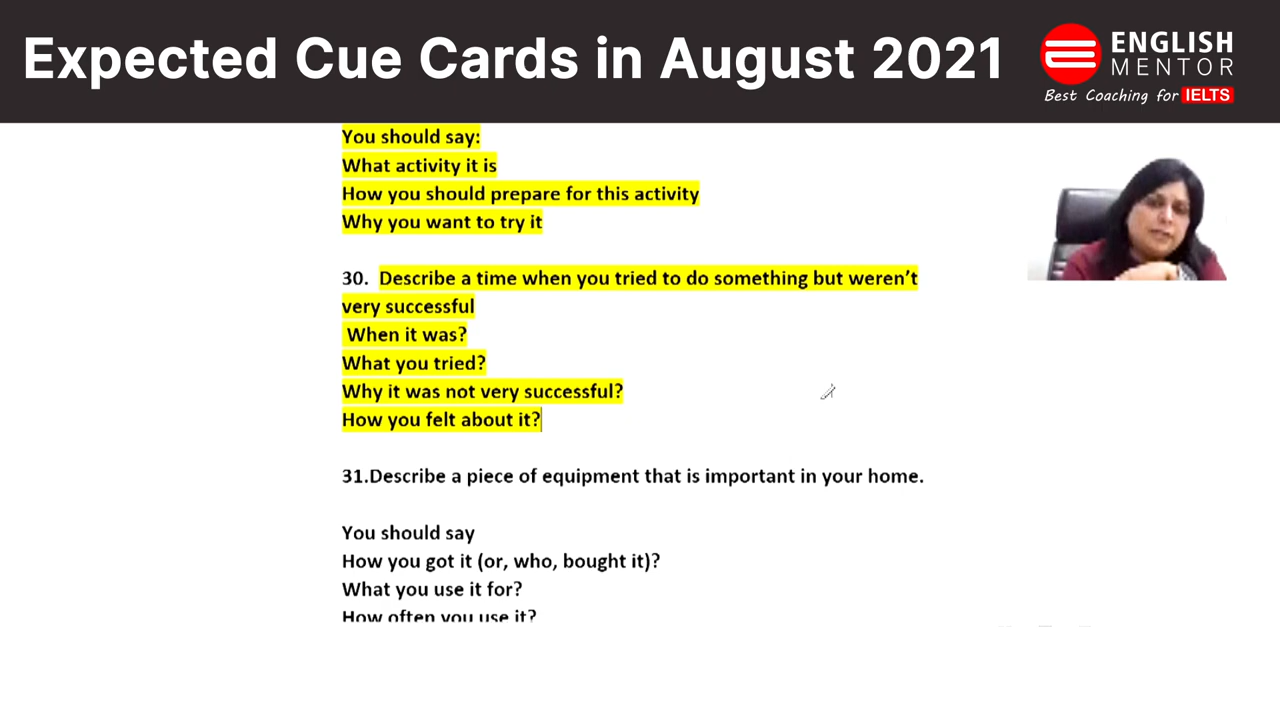 Expected Cue Cards in August 2021
ENGLISH
MENTOR
Best Coaching for IELTS
You should say:
What activity it is
How you should prepare for this activity
Why you want to try it
30. Describe a time when you tried to do something but weren't
very successful
When it was?
What you tried?
Why it was not very successful?
How you felt about it?
31.Describe a piece of equipment that is important in your home.
You should say
How you got it (or, who, bought it)?
What you use it for?
How often you use it?